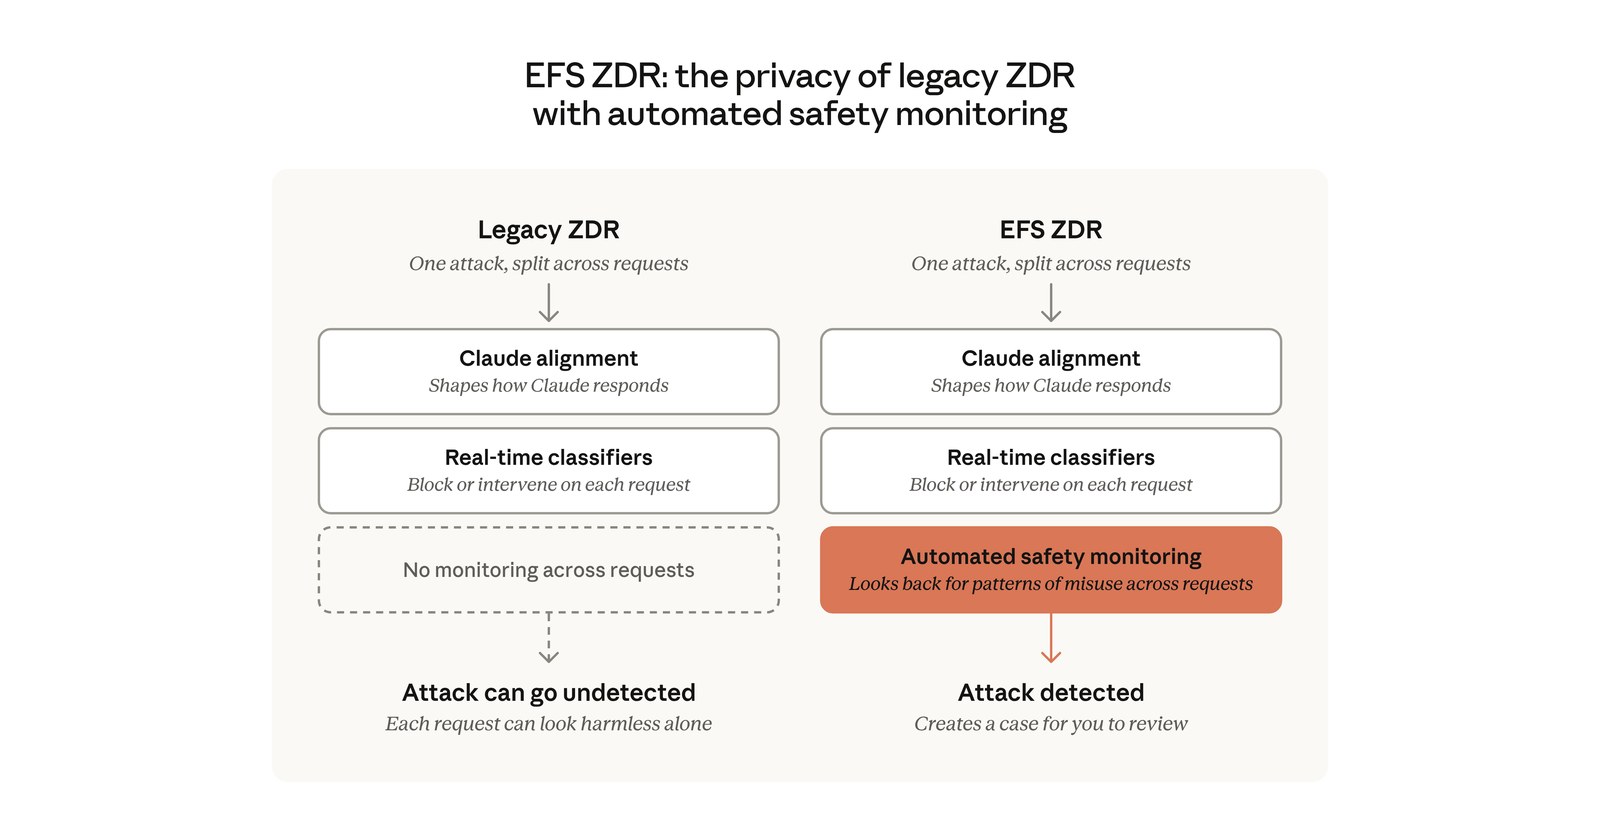 EFS ZDR: the privacy of legacy ZDR
with automated safety monitoring
Legacy ZDR
One attack, split across requests
Claude alignment
Shapes how Claude responds
Real-time classifiers
Block or intervene on each request
No monitoring across requests
Attack can go undetected
Each request can look harmless alone
EFS ZDR
One attack, split across requests
Claude alignment
Shapes how Claude responds
Real-time classifiers
Block or intervene on each request
Automated safety monitoring
Looks back for patterns of misuse across requests
Attack detected
Creates a case for you to review